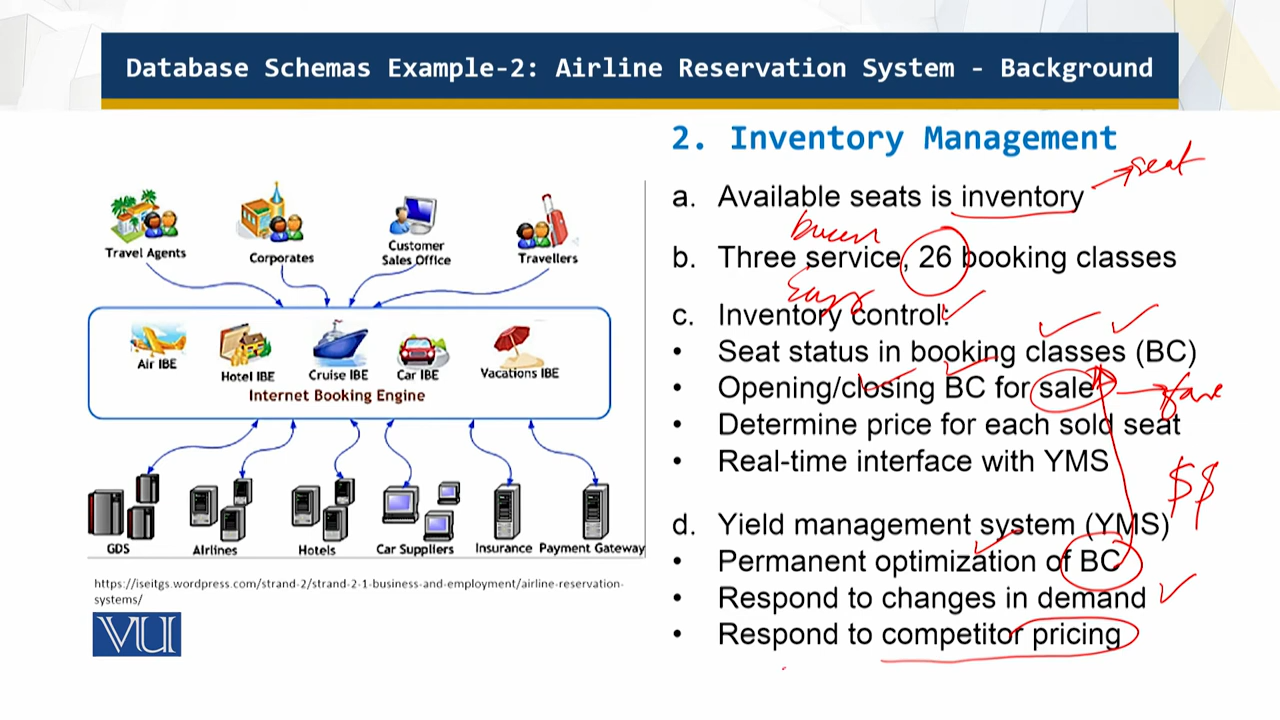 Database Schemas Example-2: Airline Reservation System - Background
2. Inventory Management
a. Available seats is inventory
seat
b. Three service, 26 booking classes
c. Inventory control:
• Seat status in booking classes (BC)
• Opening/closing BC for sale
fare
• Determine price for each sold seat
• Real-time interface with YMS
$$
d. Yield management system (YMS)
• Permanent optimization of BC
• Respond to changes in demand
• Respond to competitor pricing
Travel Agents
Corporates
Customer
Sales Office
Travellers
Air IBE
Hotel IBE
Cruise IBE
Car IBE
Vacations IBE
Internet Booking Engine
GDS
Airlines
Hotels
Car Suppliers
Insurance
Payment Gateway
https://iseitgs.wordpress.com/strand-2/strand-2-1-business-and-employment/airline-reservation-
systems/
VU